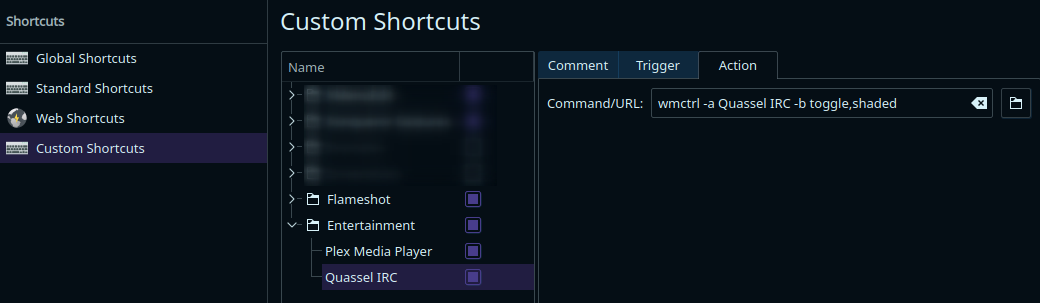 Shortcuts
Global Shortcuts
Standard Shortcuts
Web Shortcuts
Custom Shortcuts
Custom Shortcuts
Name
Flameshot
Entertainment
Plex Media Player
Quassel IRC
Comment Trigger Action
Command/URL: wmctrl -a Quassel IRC -b toggle,shaded